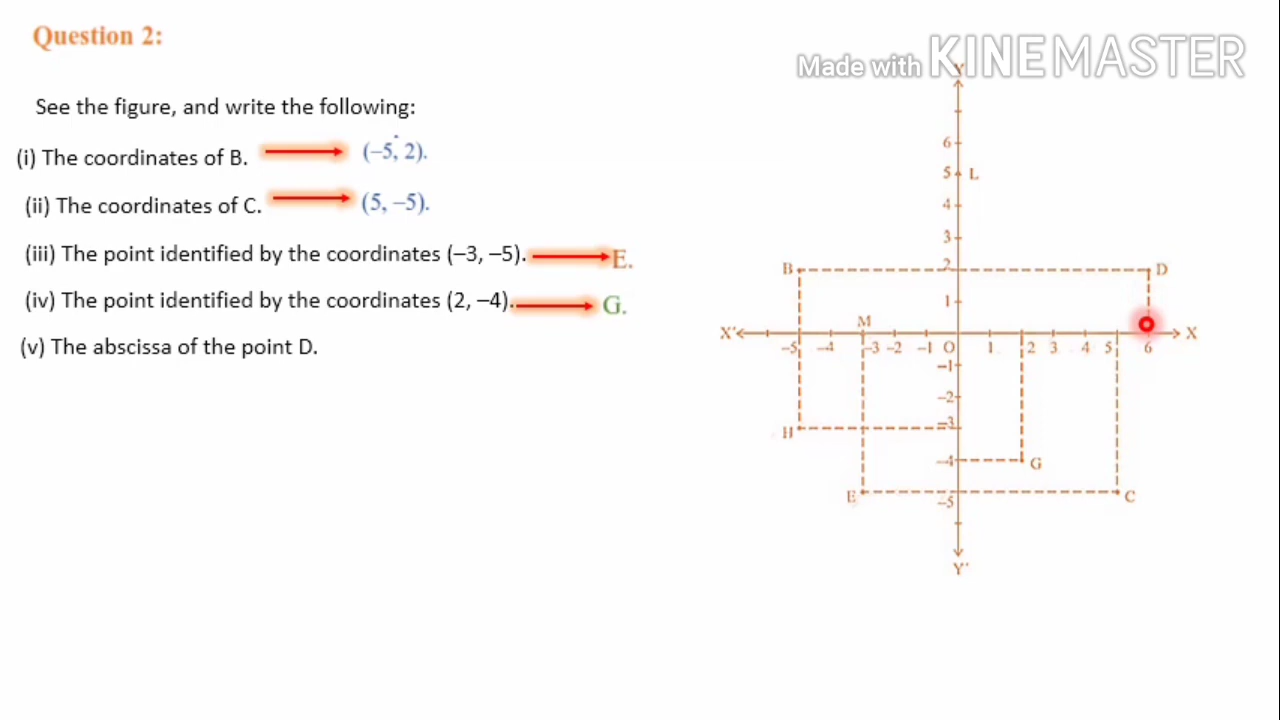 Question 2:
Made with KINEMASTER
See the figure, and write the following:
(i) The coordinates of B. (–5, 2).
(ii) The coordinates of C. (5, –5).
(iii) The point identified by the coordinates (–3, –5). E.
(iv) The point identified by the coordinates (2, –4). G.
(v) The abscissa of the point D.
Y
6
5 L
4
3
B 2 D
1
M
X' X
–5 –4 –3 –2 –1 O 1 2 3 4 5 6
–1
–2
H –3
–4 G
E –5 C
Y'